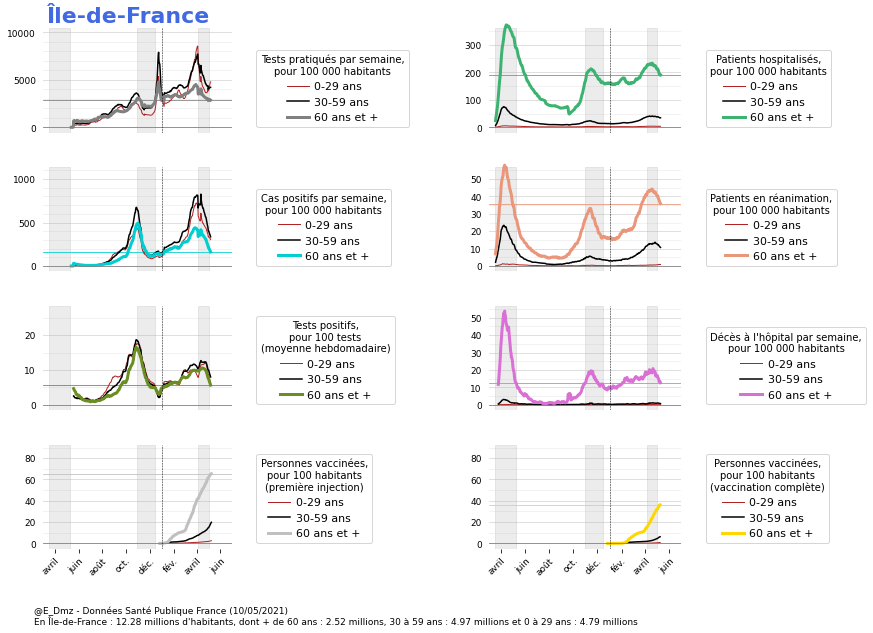 Île-de-France
10000
5000
0
Tests pratiqués par semaine,
pour 100 000 habitants
0-29 ans
30-59 ans
60 ans et +
300
200
100
0
Patients hospitalisés,
pour 100 000 habitants
0-29 ans
30-59 ans
60 ans et +
1000
500
0
Cas positifs par semaine,
pour 100 000 habitants
0-29 ans
30-59 ans
60 ans et +
50
40
30
20
10
0
Patients en réanimation,
pour 100 000 habitants
0-29 ans
30-59 ans
60 ans et +
20
10
0
Tests positifs,
pour 100 tests
(moyenne hebdomadaire)
0-29 ans
30-59 ans
60 ans et +
50
40
30
20
10
0
Décès à l'hôpital par semaine,
pour 100 000 habitants
0-29 ans
30-59 ans
60 ans et +
80
60
40
20
0
avril
juin
août
oct.
déc.
fév.
avril
juin
Personnes vaccinées,
pour 100 habitants
(première injection)
0-29 ans
30-59 ans
60 ans et +
80
60
40
20
0
avril
juin
août
oct.
déc.
fév.
avril
juin
Personnes vaccinées,
pour 100 habitants
(vaccination complète)
0-29 ans
30-59 ans
60 ans et +
@E_Dmz - Données Santé Publique France (10/05/2021)
En Île-de-France : 12.28 millions d'habitants, dont + de 60 ans : 2.52 millions, 30 à 59 ans : 4.97 millions et 0 à 29 ans : 4.79 millions